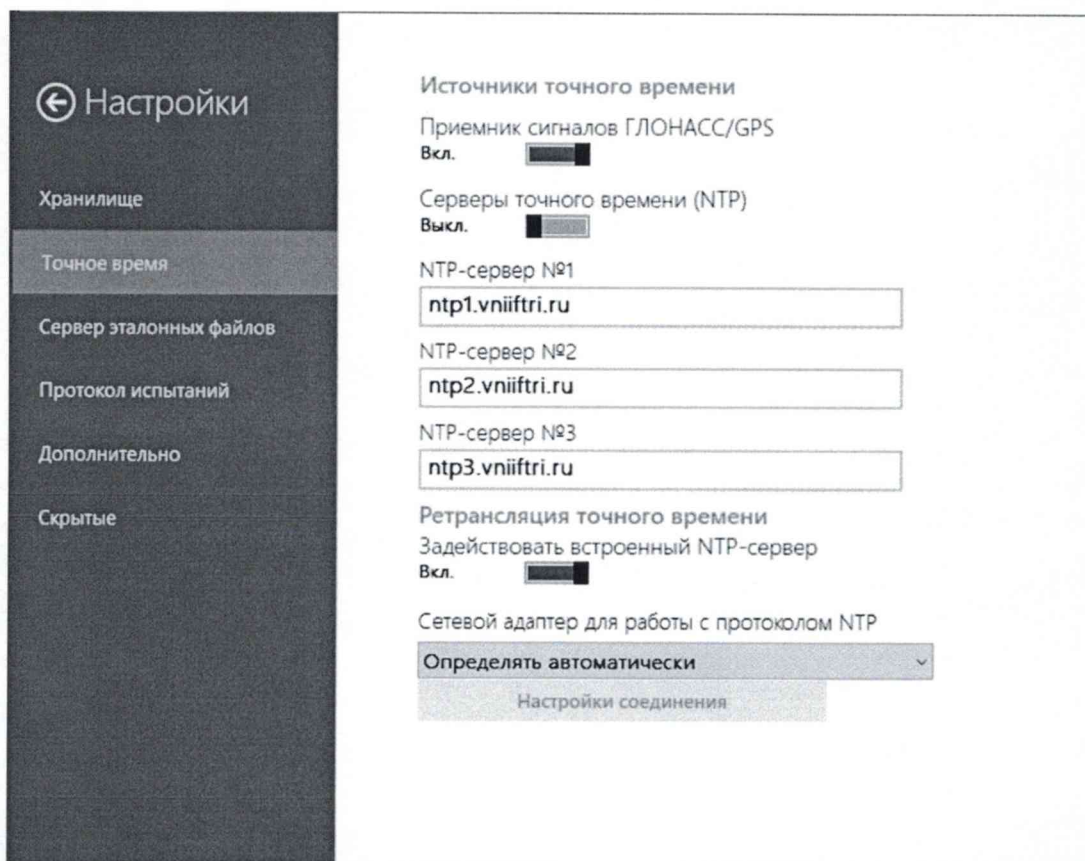 Настройки
Хранилище
Точное время
Сервер эталонных файлов
Протокол испытаний
Дополнительно
Скрытые
Источники точного времени
Приемник сигналов ГЛОНАСС/GPS
Вкл.
Серверы точного времени (NTP)
Выкл.
NTP-сервер №1
ntp1.vniiftri.ru
NTP-сервер №2
ntp2.vniiftri.ru
NTP-сервер №3
ntp3.vniiftri.ru
Ретрансляция точного времени
Задействовать встроенный NTP-сервер
Вкл.
Сетевой адаптер для работы с протоколом NTP
Определять автоматически
Настройки соединения